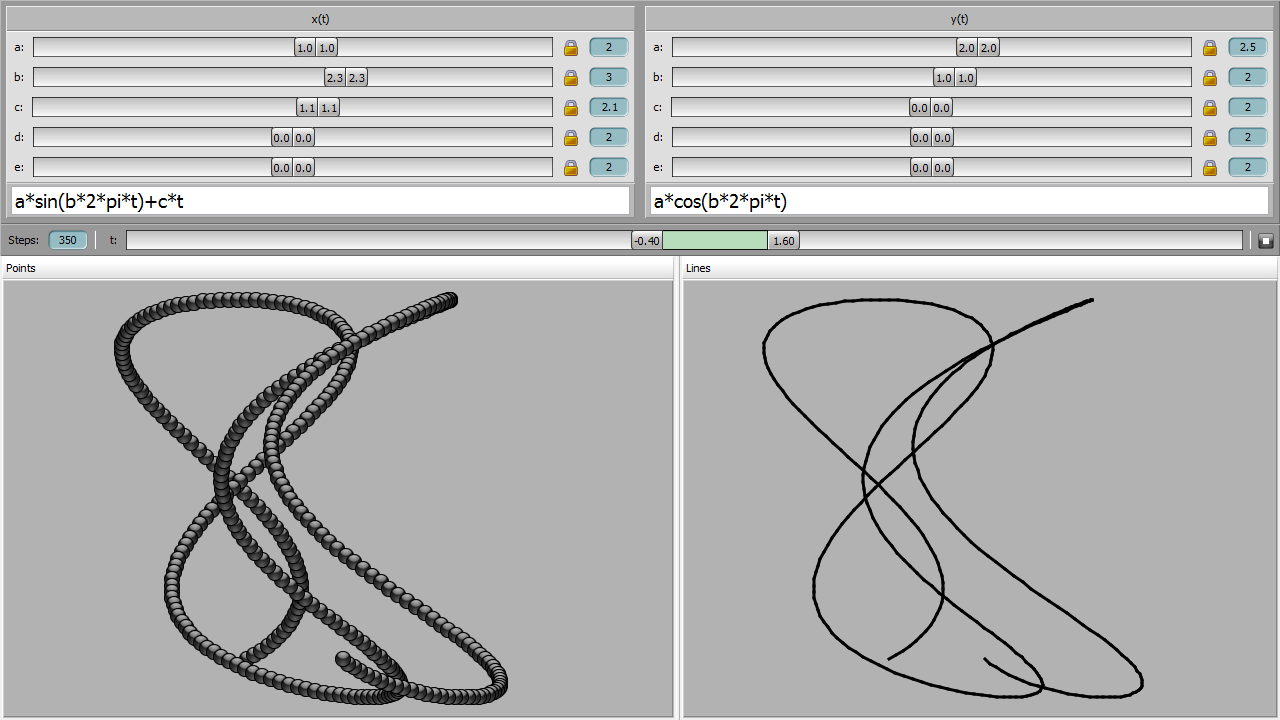 x(t)
a: 1.0 1.0 2
b: 2.3 2.3 3
c: 1.1 1.1 2.1
d: 0.0 0.0 2
e: 0.0 0.0 2
a*sin(b*2*pi*t)+c*t
y(t)
a: 2.0 2.0 2.5
b: 1.0 1.0 2
c: 0.0 0.0 2
d: 0.0 0.0 2
e: 0.0 0.0 2
a*cos(b*2*pi*t)
Steps: 350 t: -0.40 1.60
Points
Lines